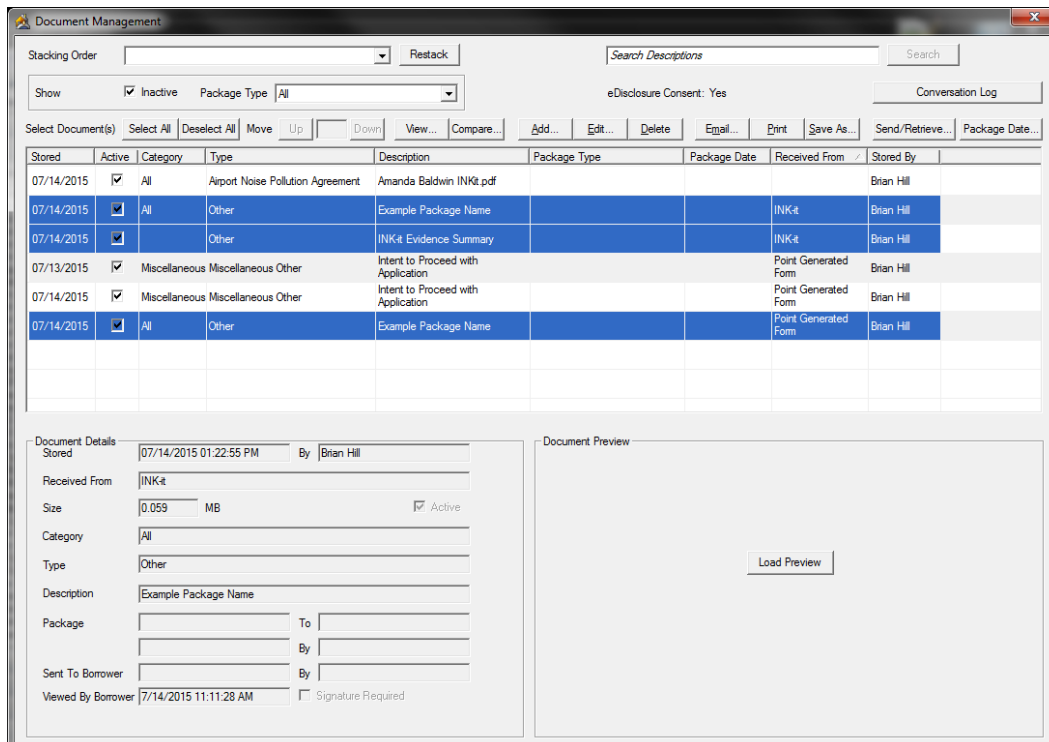 Document Management
Stacking Order Restack Search Descriptions Search
Show Inactive Package Type All eDisclosure Consent: Yes Conversation Log
Select Document(s) Select All Deselect All Move Up Down View... Compare... Add... Edit... Delete Email... Print Save As... Send/Retrieve... Package Date...
Stored Active Category Type Description Package Type Package Date Received From Stored By
07/14/2015 All Airport Noise Pollution Agreement Amanda Baldwin INKit.pdf Brian Hill
07/14/2015 All Other Example Package Name INK-it Brian Hill
07/14/2015 Other INK-it Evidence Summary INK-it Brian Hill
07/13/2015 Miscellaneous Miscellaneous Other Intent to Proceed with Application Point Generated Form Brian Hill
07/14/2015 Miscellaneous Miscellaneous Other Intent to Proceed with Application Point Generated Form Brian Hill
07/14/2015 All Other Example Package Name Point Generated Form Brian Hill
Document Details Document Preview
Stored 07/14/2015 01:22:55 PM By Brian Hill
Received From INK-it
Size 0.059 MB Active
Category All
Type Other
Load Preview
Description Example Package Name
Package To
By
Sent To Borrower By
Viewed By Borrower 7/14/2015 11:11:28 AM Signature Required